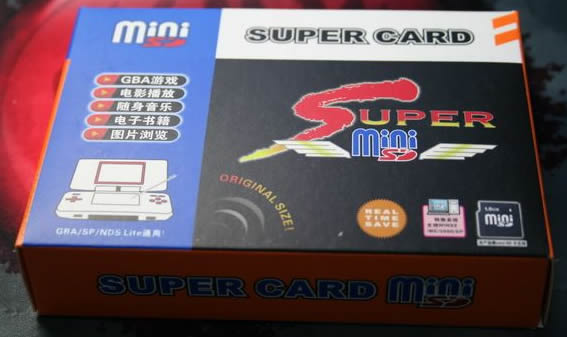 mini
SD
SUPER CARD
GBA游戏
电影播放
随身音乐
电子书籍
图片浏览
SUPER
mini
SD
ORIGINAL SIZE!
REAL
TIME
SAVE
mini
GBA/SP/NDS Lite通用!
SUPER CARD mini
SD